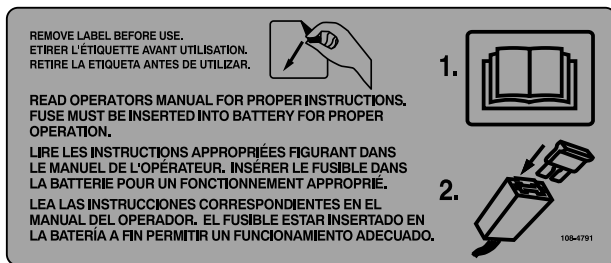 REMOVE LABEL BEFORE USE.
ETIRER L'ÉTIQUETTE AVANT UTILISATION.
RETIRE LA ETIQUETA ANTES DE UTILIZAR.
READ OPERATORS MANUAL FOR PROPER INSTRUCTIONS.
FUSE MUST BE INSERTED INTO BATTERY FOR PROPER
OPERATION.
LIRE LES INSTRUCTIONS APPROPRIÉES FIGURANT DANS
LE MANUEL DE L'OPÉRATEUR. INSÉRER LE FUSIBLE DANS
LA BATTERIE POUR UN FONCTIONNEMENT APPROPRIÉ.
LEA LAS INSTRUCCIONES CORRESPONDIENTES EN EL
MANUAL DEL OPERADOR. EL FUSIBLE ESTAR INSERTADO EN
LA BATERÍA A FIN PERMITIR UN FUNCIONAMIENTO ADECUADO.
1.
2.
108-4791